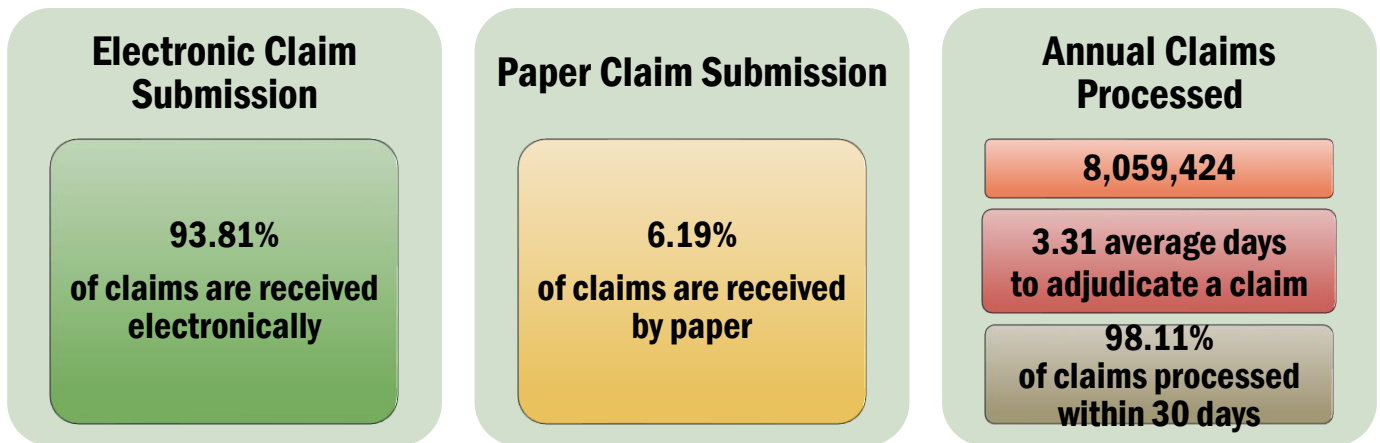 Electronic Claim
Submission
93.81%
of claims are received
electronically
Paper Claim Submission
6.19%
of claims are received
by paper
Annual Claims
Processed
8,059,424
3.31 average days
to adjudicate a claim
98.11%
of claims processed
within 30 days